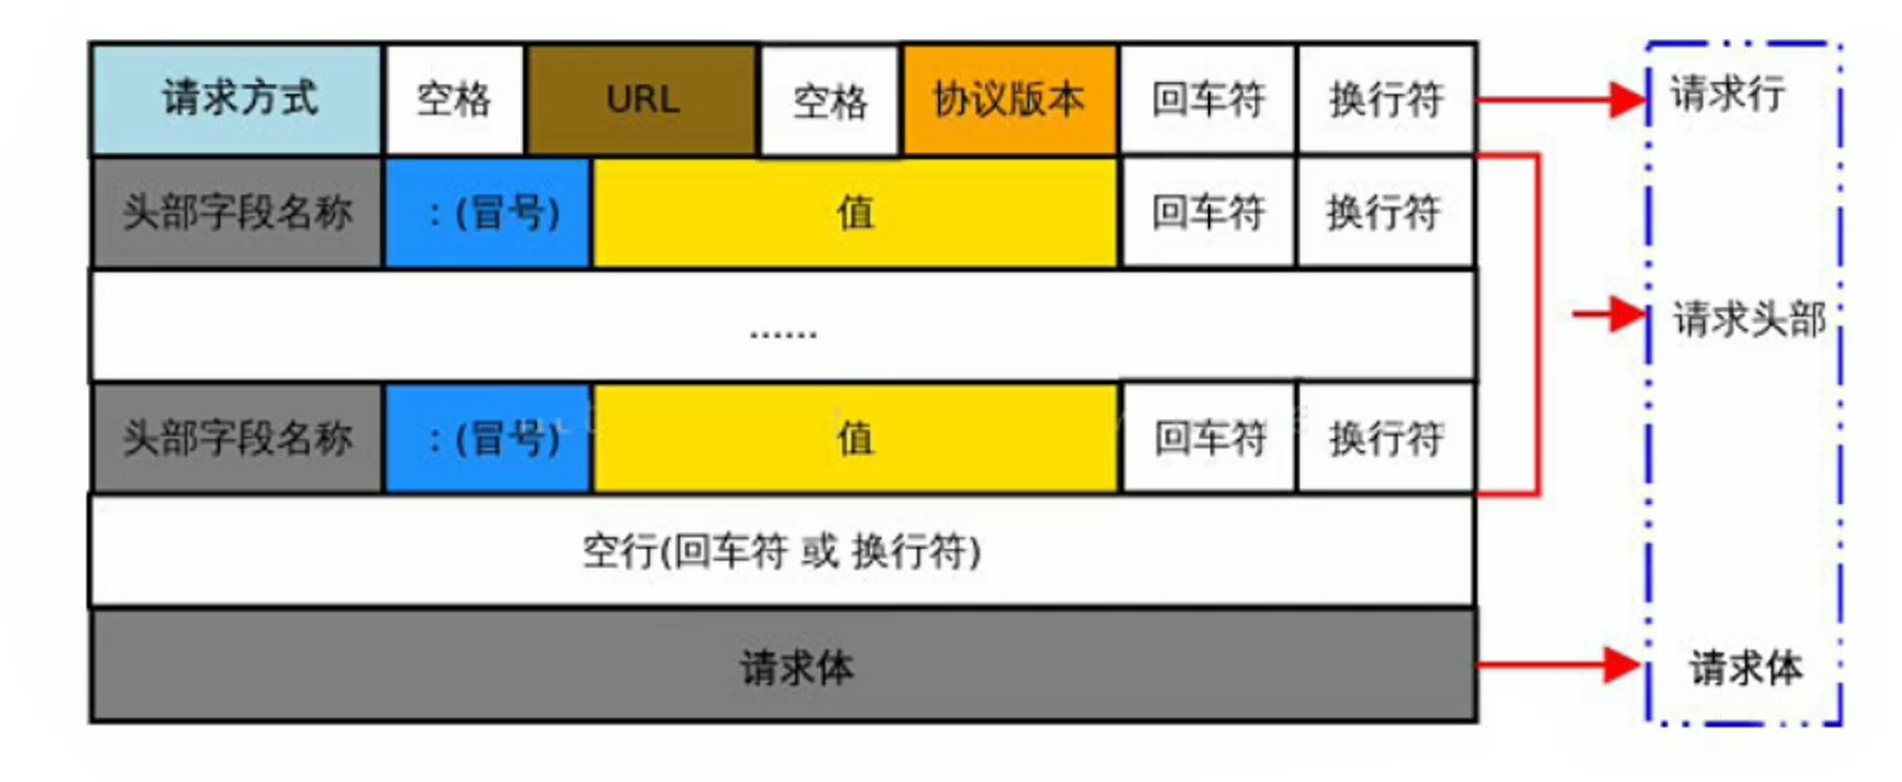 请求方式 空格 URL 空格 协议版本 回车符 换行符 请求行
头部字段名称 :(冒号) 值 回车符 换行符
...... 请求头部
头部字段名称 :(冒号) 值 回车符 换行符
空行(回车符 或 换行符)
请求体 请求体